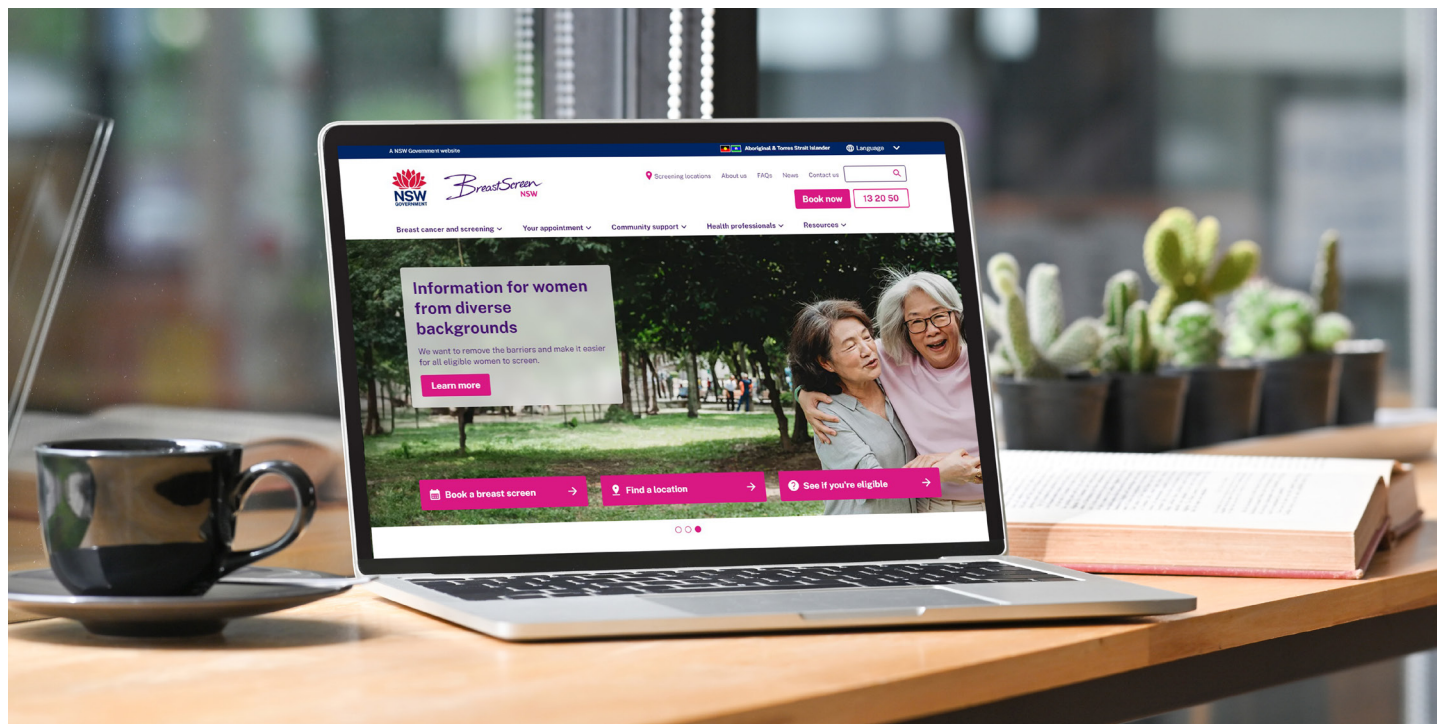 A NSW Government website
Aboriginal & Torres Strait Islander
Language
NSW
GOVERNMENT
BreastScreen
NSW
Screening locations
About us
FAQs
News
Contact us
Book now
13 20 50
Breast cancer and screening
Your appointment
Community support
Health professionals
Resources
Information for women
from diverse
backgrounds
We want to remove the barriers and make it easier
for all eligible women to screen.
Learn more
Book a breast screen
Find a location
See if you're eligible